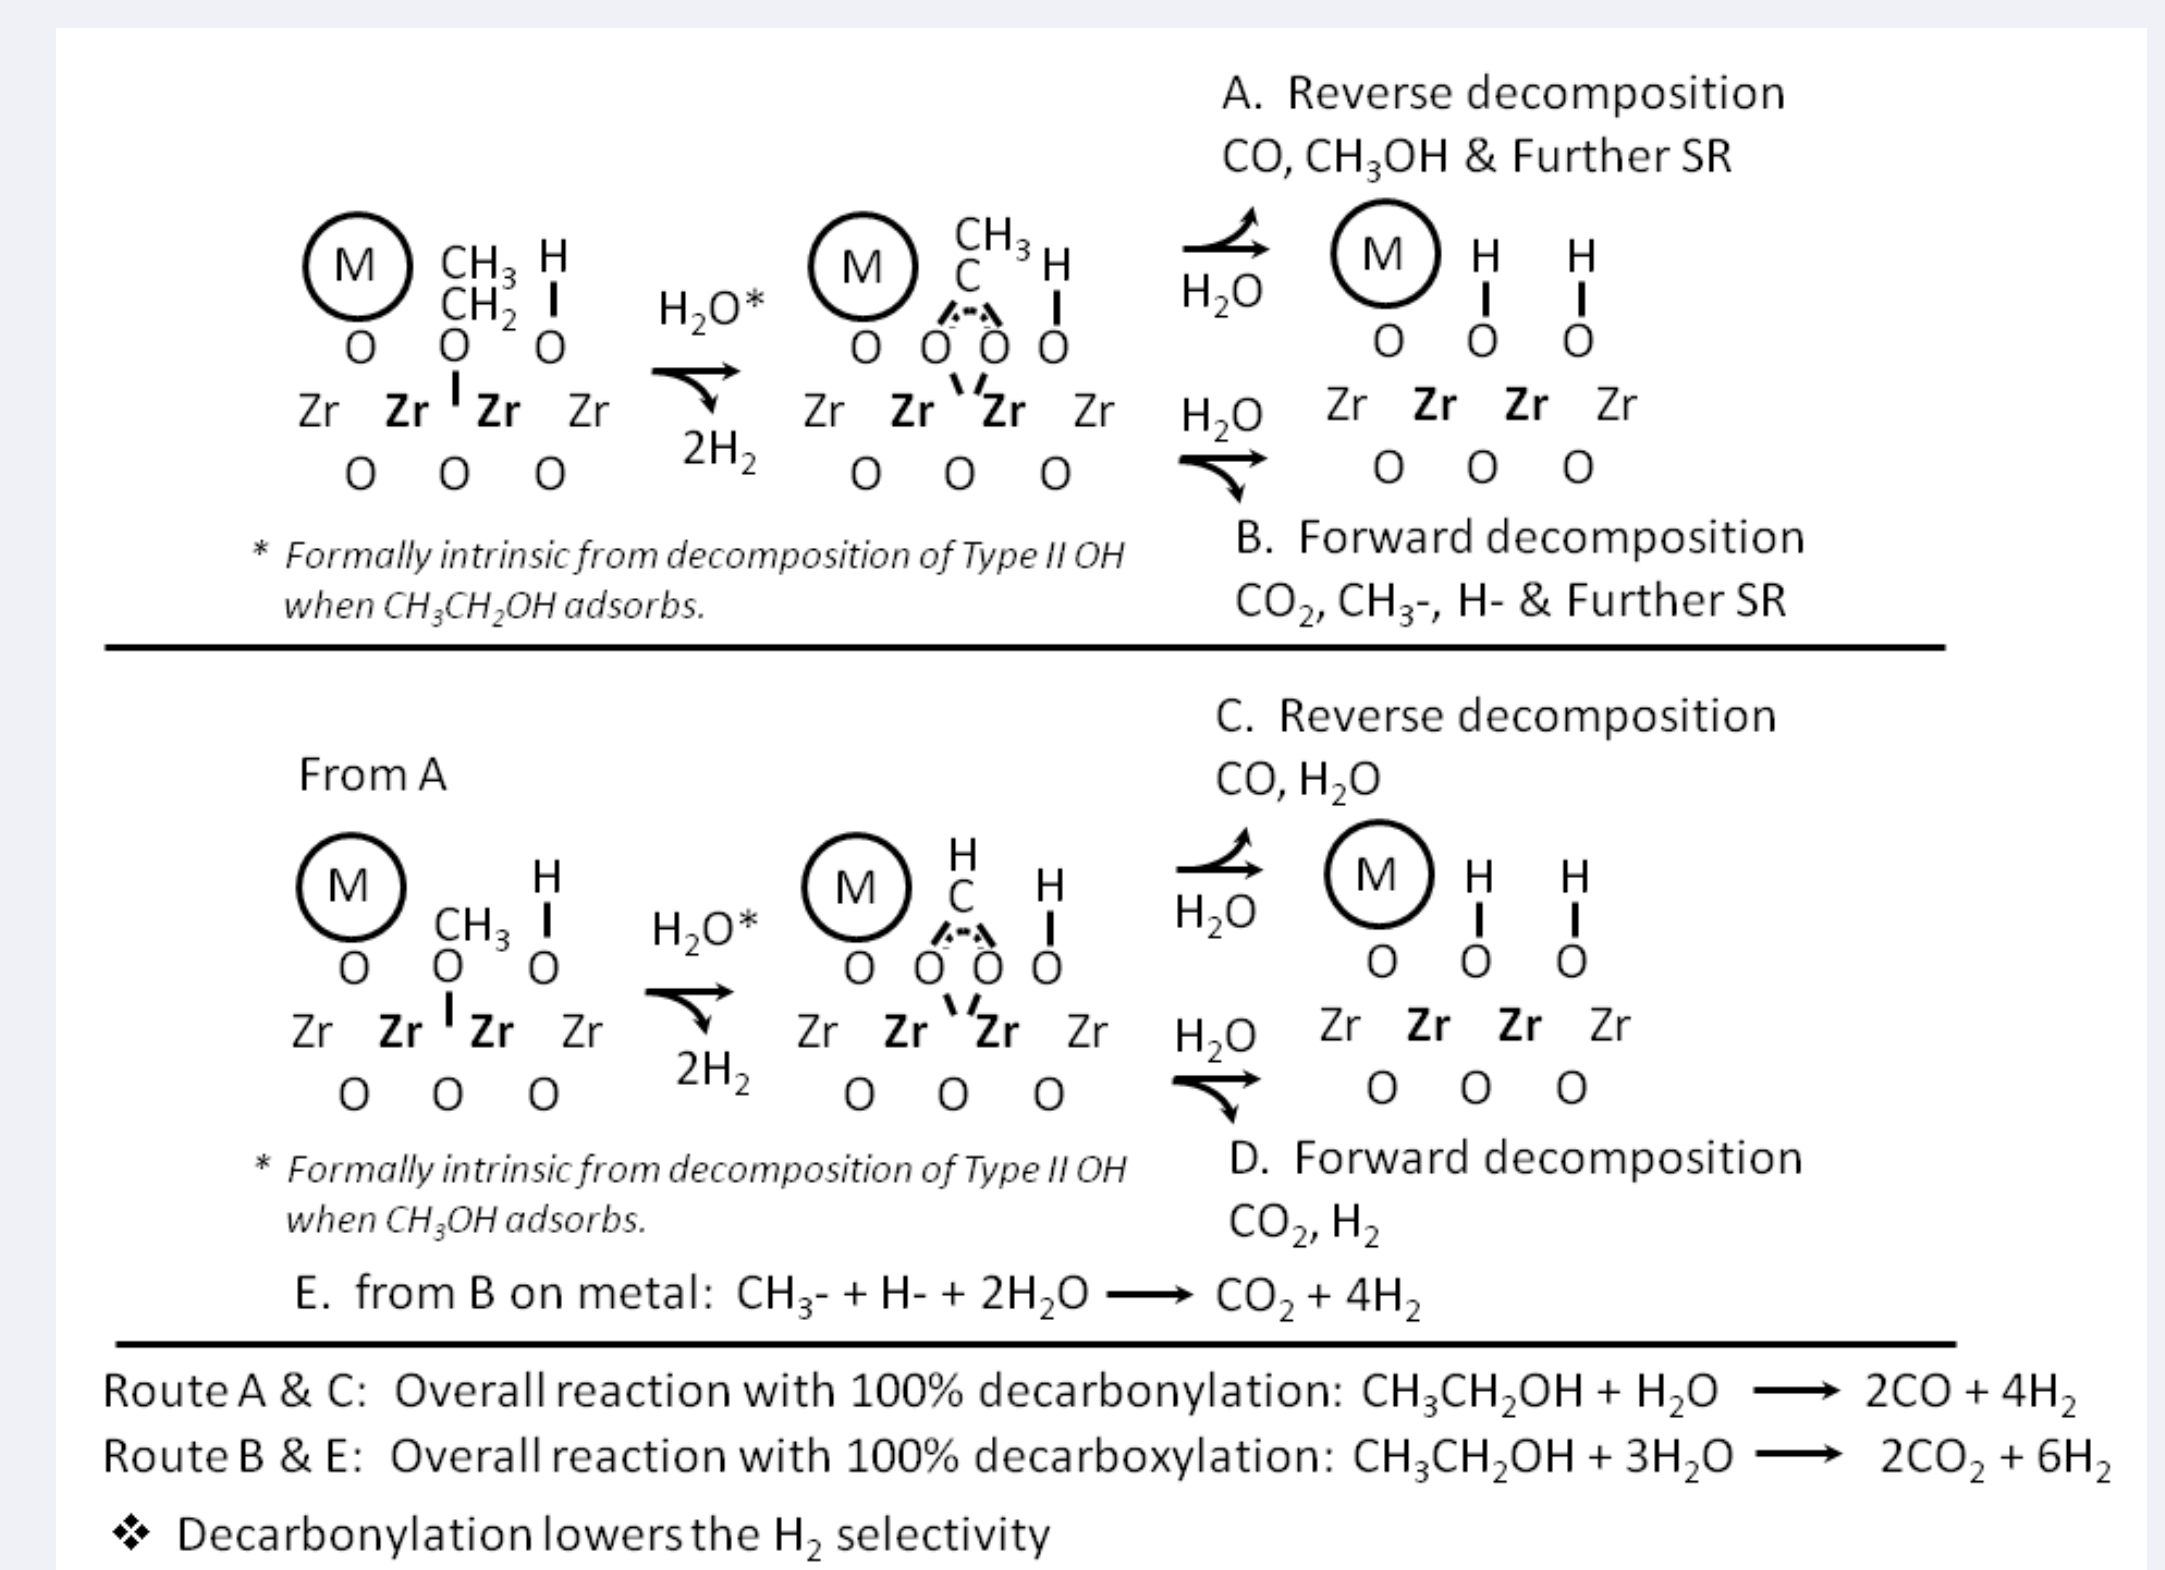 A. Reverse decomposition
CO, CH₃OH & Further SR
M CH₃ H
CH₂
O O O
Zr Zr Zr Zr
O O O
H₂O*
2H₂
M CH₃
C H
O O O O
Zr Zr Zr Zr
O O O
H₂O
H₂O
M H H
O O O
Zr Zr Zr Zr
O O O
* Formally intrinsic from decomposition of Type II OH
when CH₃CH₂OH adsorbs.
B. Forward decomposition
CO₂, CH₃-, H- & Further SR
C. Reverse decomposition
CO, H₂O
From A
M H
CH₃
O O O
Zr Zr Zr Zr
O O O
H₂O*
2H₂
M H
C H
O O O O
Zr Zr Zr Zr
O O O
H₂O
H₂O
M H H
O O O
Zr Zr Zr Zr
O O O
* Formally intrinsic from decomposition of Type II OH
when CH₃OH adsorbs.
D. Forward decomposition
CO₂, H₂
E. from B on metal: CH₃- + H- + 2H₂O → CO₂ + 4H₂
Route A & C: Overall reaction with 100% decarbonylation: CH₃CH₂OH + H₂O → 2CO + 4H₂
Route B & E: Overall reaction with 100% decarboxylation: CH₃CH₂OH + 3H₂O → 2CO₂ + 6H₂
❖ Decarbonylation lowers the H₂ selectivity